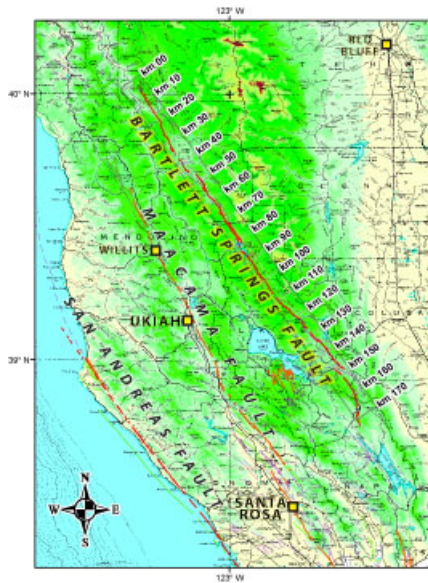 123° W
RED
BLUFF
40° N
km 00
km 10
km 20
km 30
km 40
km 50
km 60
km 70
km 80
km 90
km 100
km 110
km 120
km 130
km 140
km 150
km 160
km 170
BARTLETT SPRINGS FAULT
WILLITS
MAACAMA FAULT
UKIAH
39° N
SAN ANDREAS FAULT
SANTA
ROSA
N
W
E
S
123° W